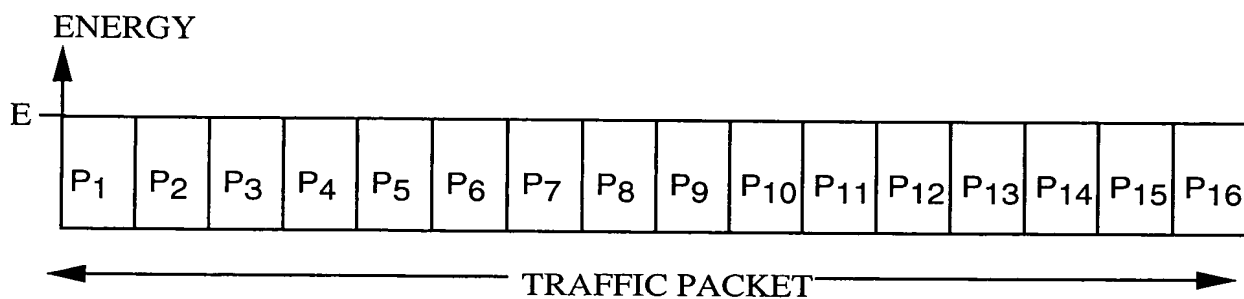 ENERGY
E
P1 P2 P3 P4 P5 P6 P7 P8 P9 P10 P11 P12 P13 P14 P15 P16
TRAFFIC PACKET